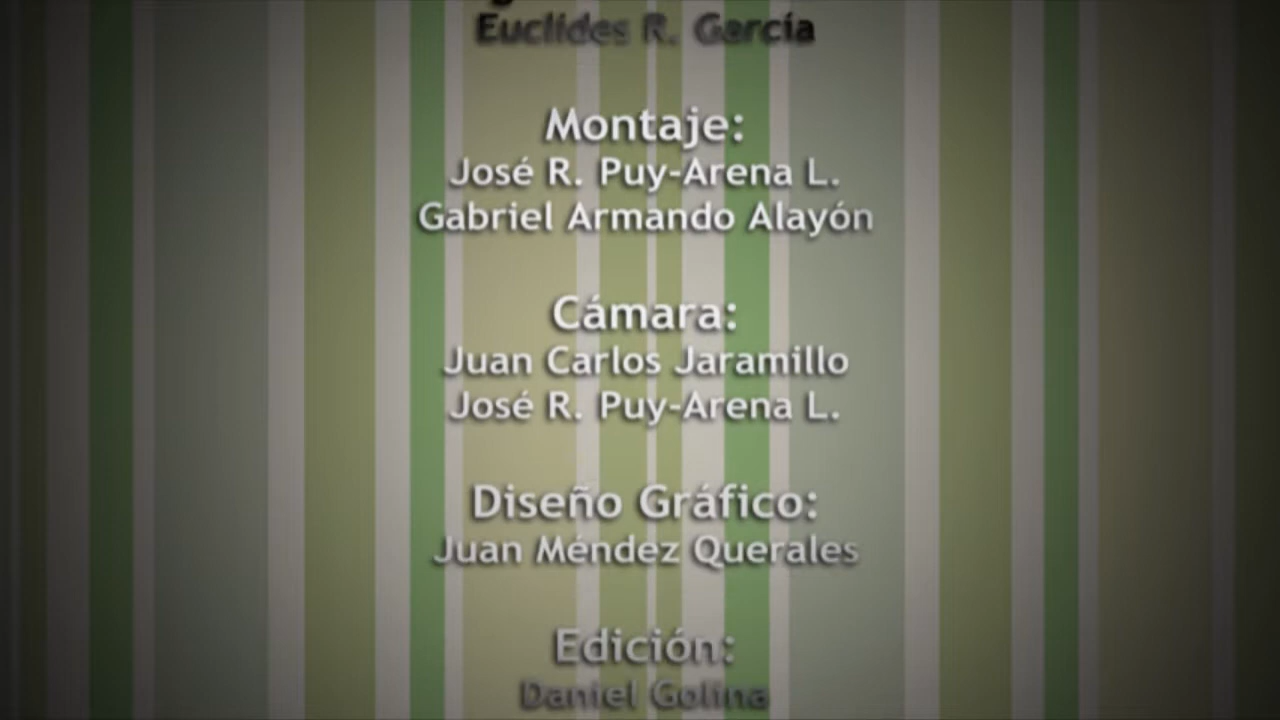 Euclides R. García
Montaje:
José R. Puy-Arena L.
Gabriel Armando Alayón
Cámara:
Juan Carlos Jaramillo
José R. Puy-Arena L.
Diseño Gráfico:
Juan Méndez Querales
Edición:
Daniel Golina